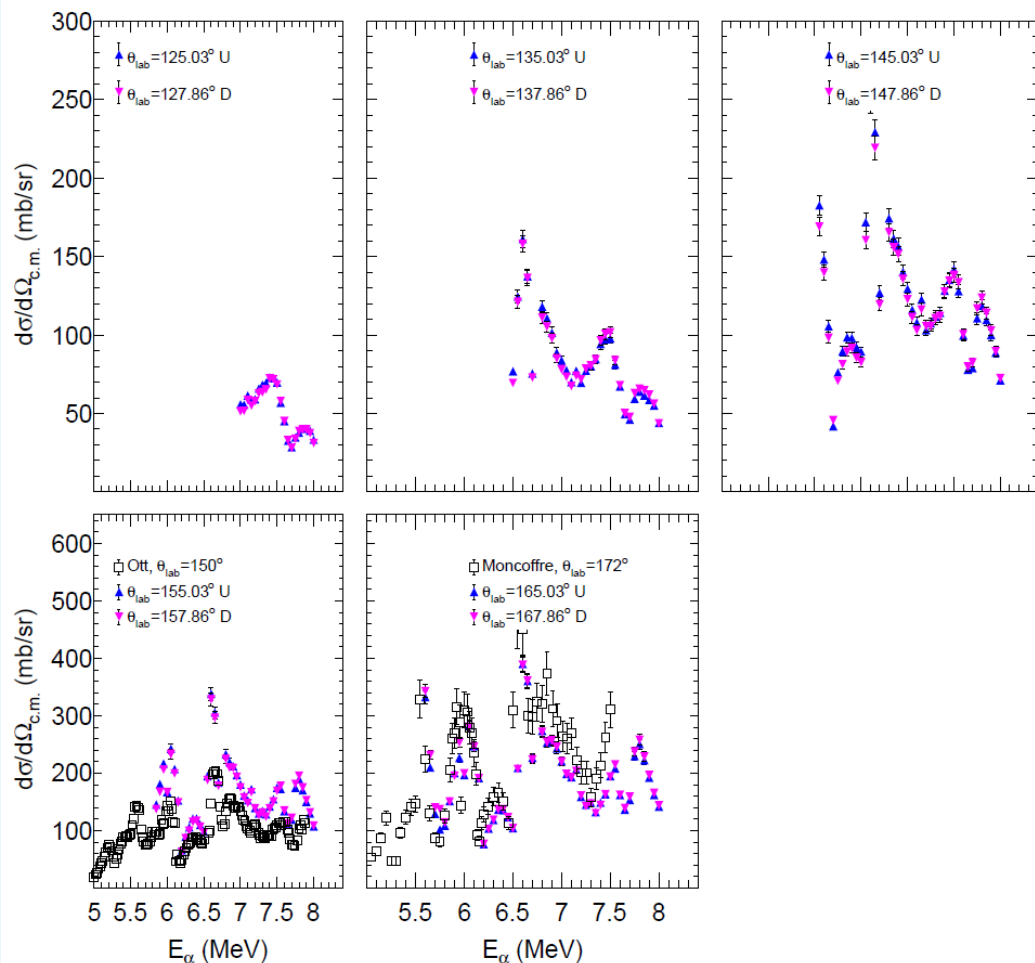 300
250
200
150
100
50
dσ/dΩc.m. (mb/sr)
θlab=125.03° U
θlab=127.86° D
θlab=135.03° U
θlab=137.86° D
θlab=145.03° U
θlab=147.86° D
600
500
400
300
200
100
dσ/dΩc.m. (mb/sr)
Ott, θlab=150°
θlab=155.03° U
θlab=157.86° D
5 5.5 6 6.5 7 7.5 8
Eα (MeV)
Moncoffre, θlab=172°
θlab=165.03° U
θlab=167.86° D
5.5 6 6.5 7 7.5 8
Eα (MeV)